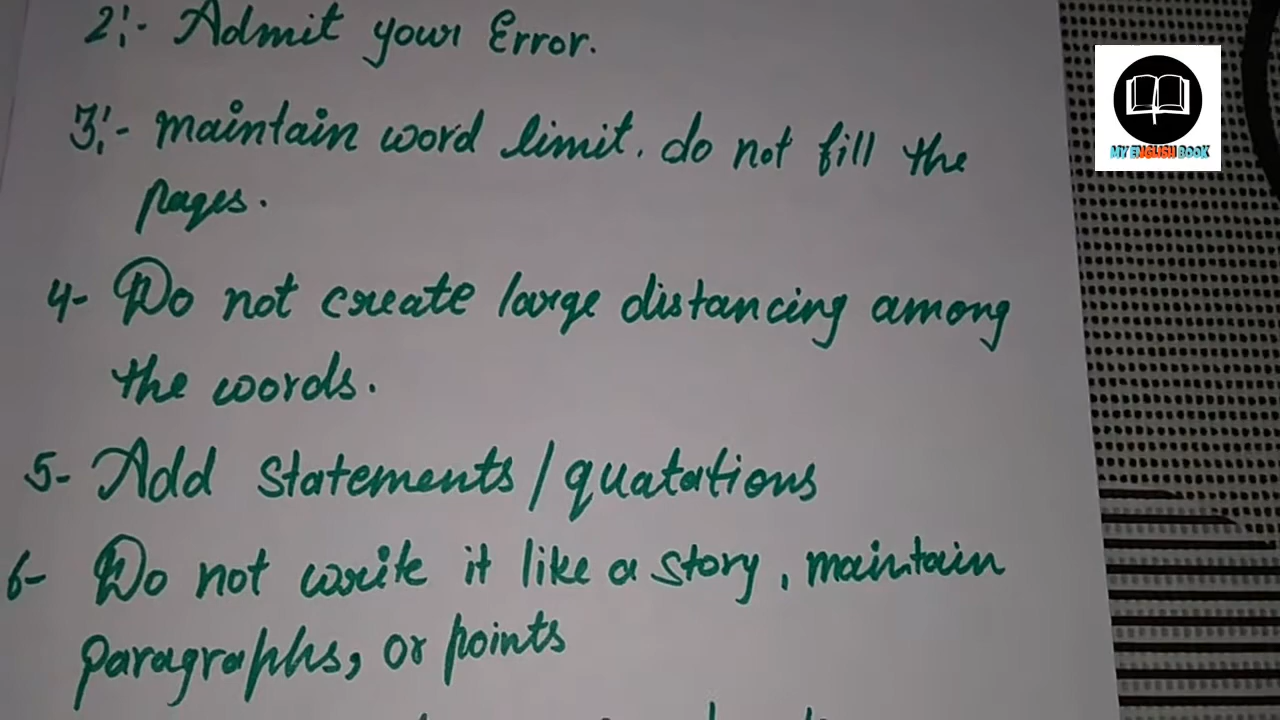 2:- Admit your Error.
3:- maintain word limit. do not fill the
pages.
4- Do not create large distancing among
the words.
5- Add statements/quatations
6- Do not write it like a story, maintain
paragraphs, or points
MY ENGLISH BOOK